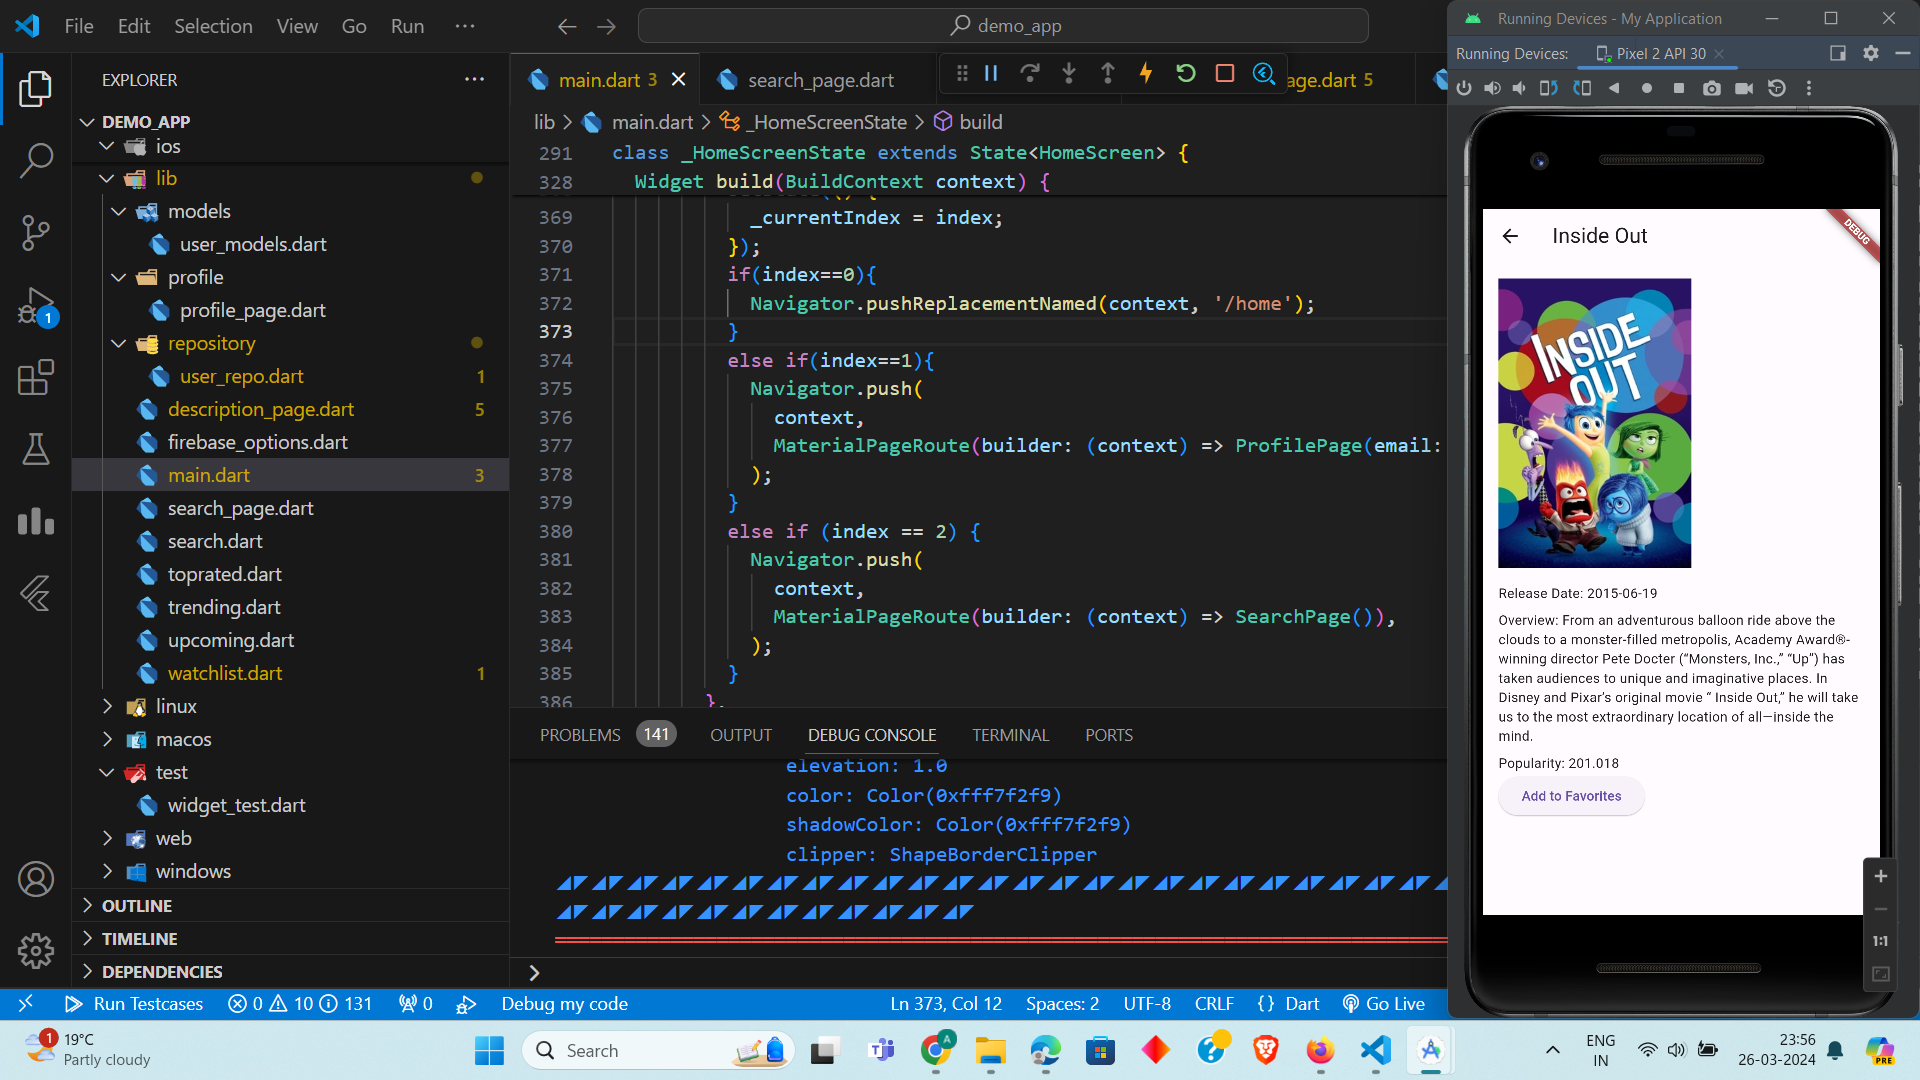 File Edit Selection View Go Run ···
demo_app
EXPLORER
DEMO_APP
ios
lib
models
user_models.dart
profile
profile_page.dart
repository
user_repo.dart 1
description_page.dart 5
firebase_options.dart
main.dart 3
search_page.dart
search.dart
toprated.dart
trending.dart
upcoming.dart
watchlist.dart 1
linux
macos
test
widget_test.dart
web
windows
OUTLINE
TIMELINE
DEPENDENCIES
1
main.dart 3
search_page.dart
age.dart 5
lib > main.dart > _HomeScreenState > build
291 class _HomeScreenState extends State<HomeScreen> {
328 Widget build(BuildContext context) {
369 _currentIndex = index;
370 });
371 if(index==0){
372 Navigator.pushReplacementNamed(context, '/home');
373 }
374 else if(index==1){
375 Navigator.push(
376 context,
377 MaterialPageRoute(builder: (context) => ProfilePage(email:
378 );
379 }
380 else if (index == 2) {
381 Navigator.push(
382 context,
383 MaterialPageRoute(builder: (context) => SearchPage()),
384 );
385 }
386 },
PROBLEMS 141 OUTPUT DEBUG CONSOLE TERMINAL PORTS
elevation: 1.0
color: Color(0xfff7f2f9)
shadowColor: Color(0xfff7f2f9)
clipper: ShapeBorderClipper
Run Testcases 0 10 131 0 Debug my code Ln 373, Col 12 Spaces: 2 UTF-8 CRLF {} Dart Go Live
Running Devices - My Application
Running Devices: Pixel 2 API 30
DEBUG
Inside Out
INSIDE
OUT
Release Date: 2015-06-19
Overview: From an adventurous balloon ride above the
clouds to a monster-filled metropolis, Academy Award®-
winning director Pete Docter (“Monsters, Inc.,” “Up”) has
taken audiences to unique and imaginative places. In
Disney and Pixar’s original movie “ Inside Out,” he will take
us to the most extraordinary location of all—inside the
mind.
Popularity: 201.018
Add to Favorites
1:1
1
19°C
Partly cloudy
Search
A
PRE
ENG
IN
23:56
26-03-2024